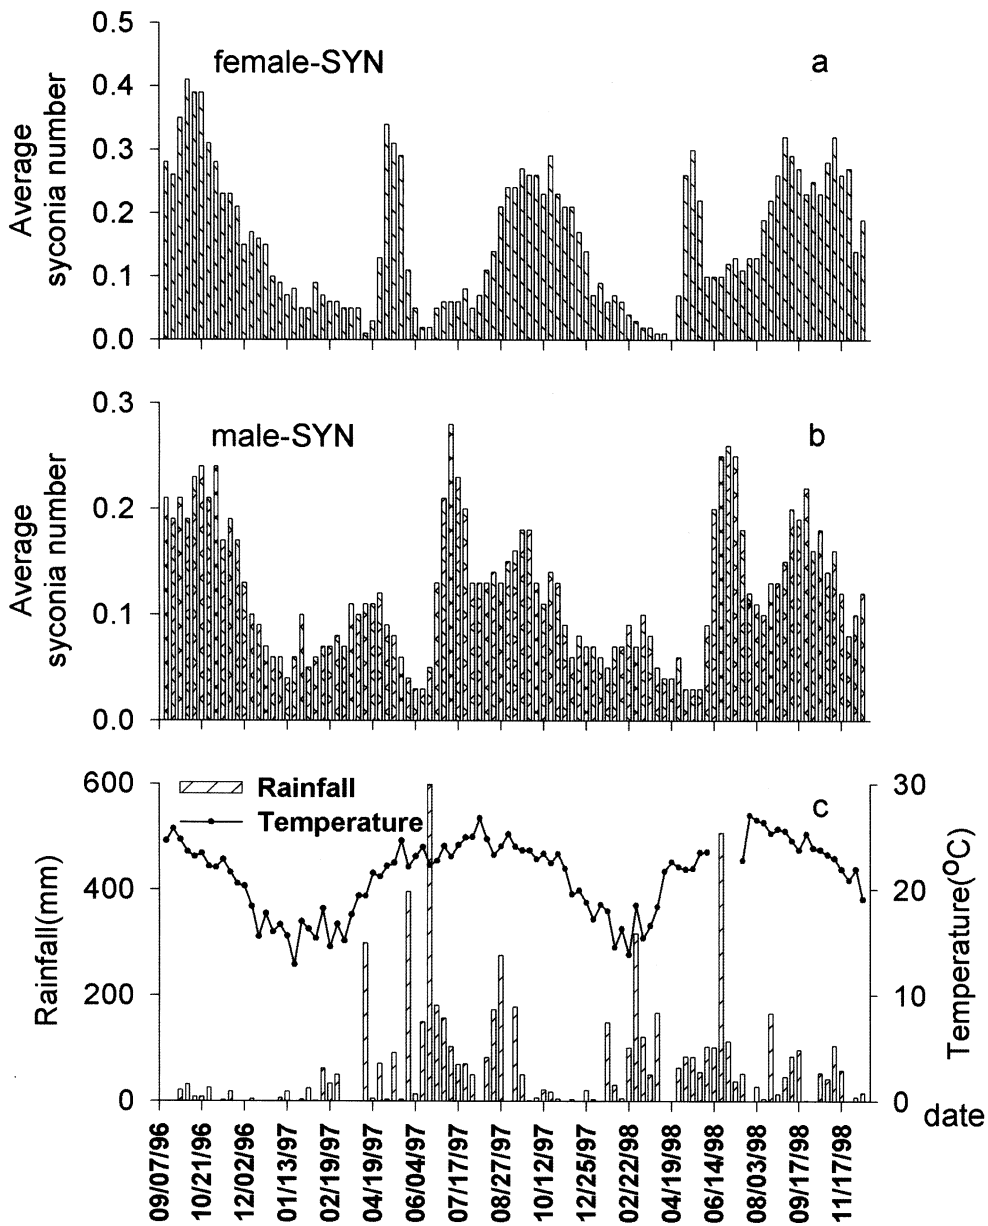 0.5
female-SYN
a
0.4
0.3
0.2
0.1
0.0
Average
syconia number
0.3
male-SYN
b
0.2
0.1
0.0
Average
syconia number
600
Rainfall
Temperature
c
30
400
20
200
10
0
0
Rainfall(mm)
Temperature(°C)
date
09/07/96
10/21/96
12/02/96
01/13/97
02/19/97
04/19/97
06/04/97
07/17/97
08/27/97
10/12/97
12/25/97
02/22/98
04/19/98
06/14/98
08/03/98
09/17/98
11/17/98